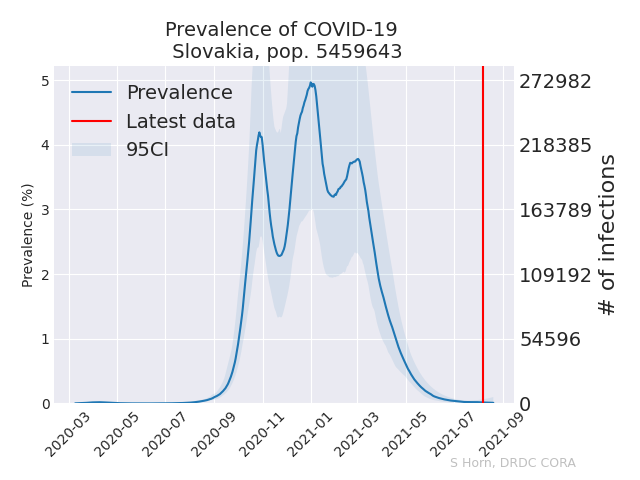 Prevalence of COVID-19
Slovakia, pop. 5459643
Prevalence
Latest data
95CI
Prevalence (%)
5
4
3
2
1
0
272982
218385
163789
109192
54596
0
# of infections
2020-03
2020-05
2020-07
2020-09
2020-11
2021-01
2021-03
2021-05
2021-07
2021-09
S Horn, DRDC CORA